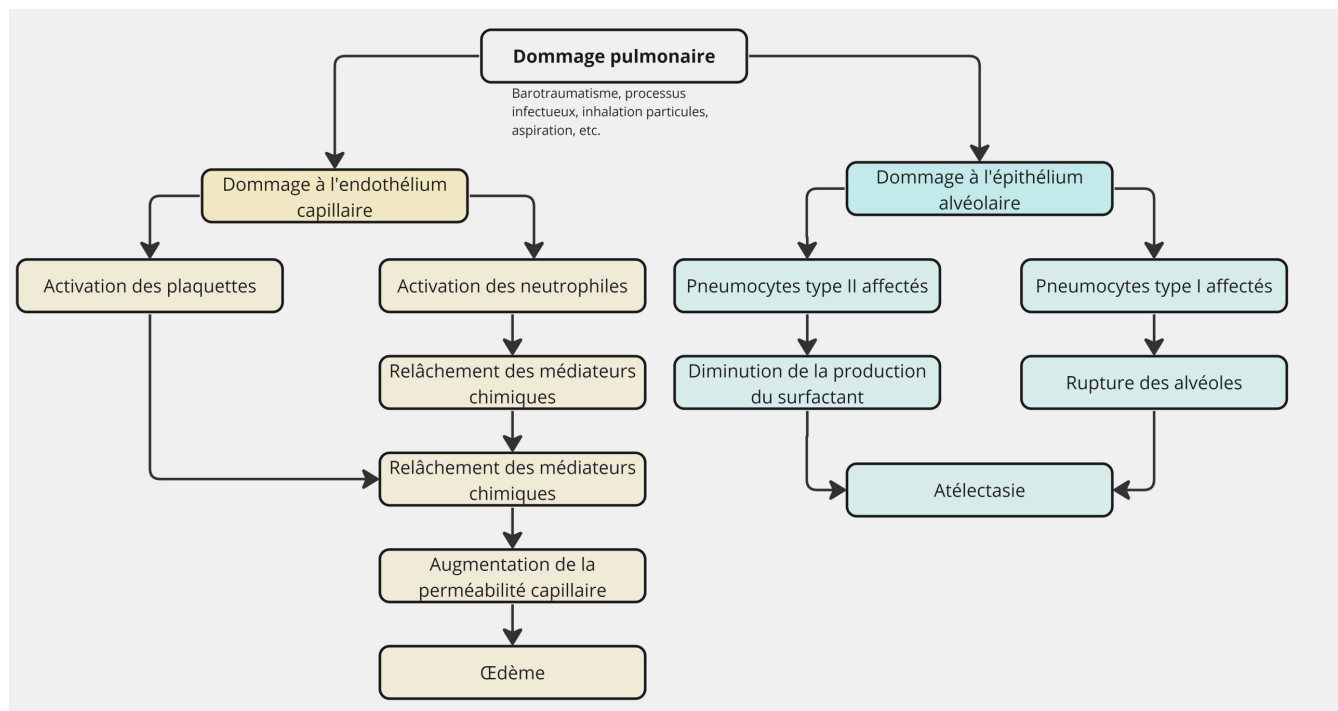 Dommage pulmonaire
Barotraumatisme, processus
infectueux, inhalation particules,
aspiration, etc.
Dommage à l'endothélium
capillaire
Dommage à l'épithélium
alvéolaire
Activation des plaquettes
Activation des neutrophiles
Pneumocytes type II affectés
Pneumocytes type I affectés
Relâchement des médiateurs
chimiques
Diminution de la production
du surfactant
Rupture des alvéoles
Relâchement des médiateurs
chimiques
Atélectasie
Augmentation de la
perméabilité capillaire
Œdème